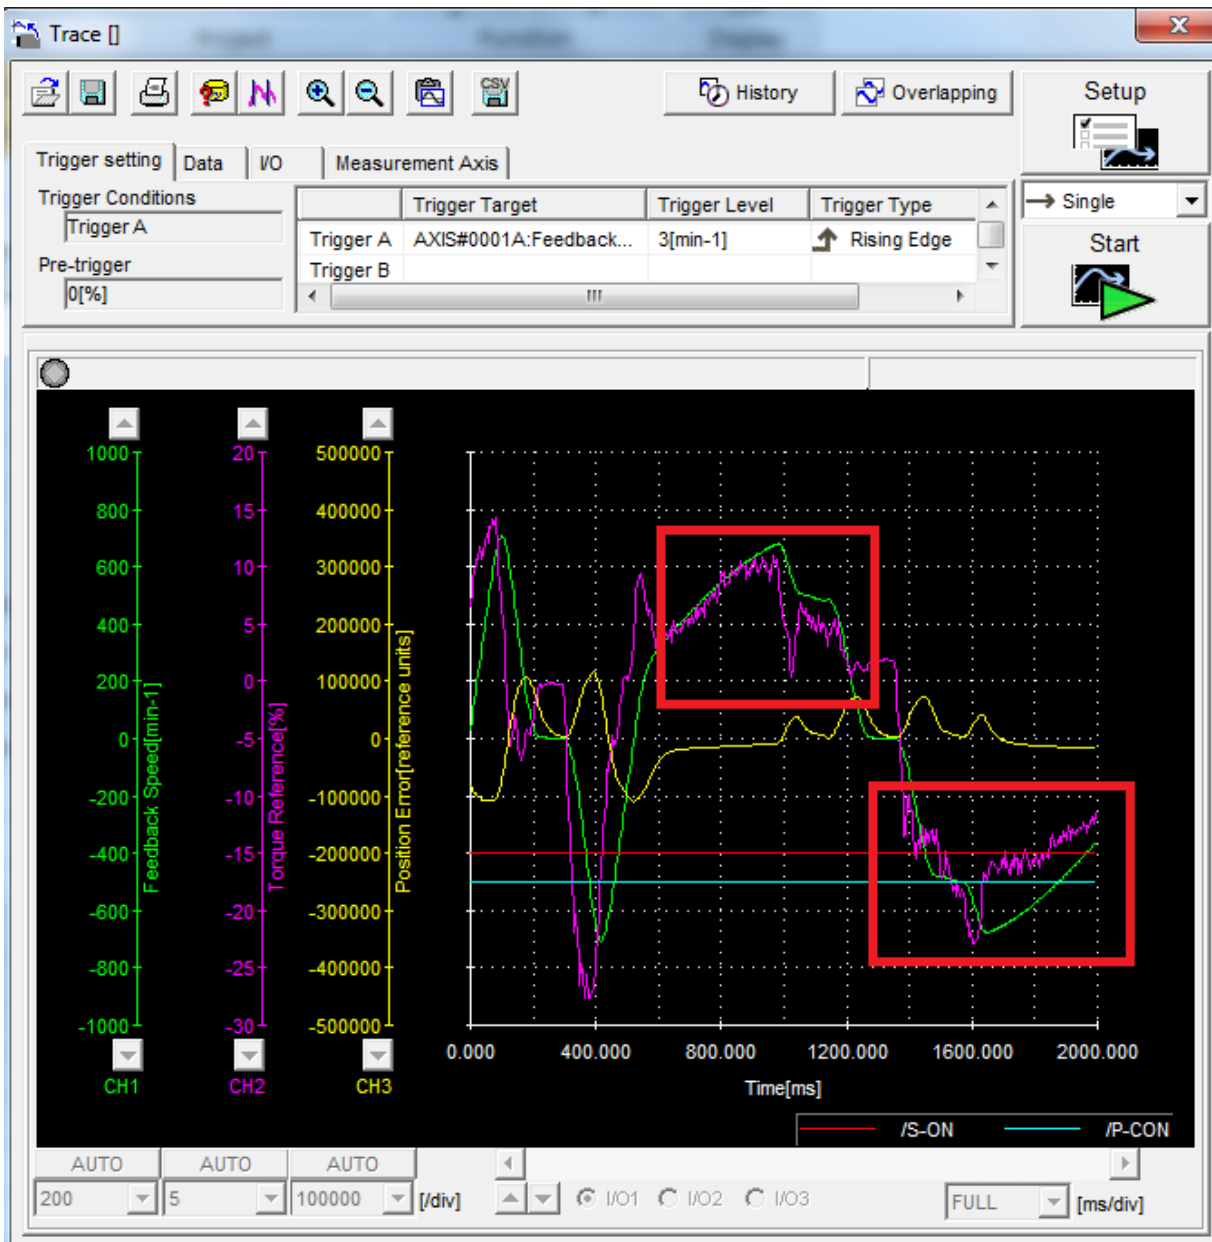 Trace []
CSV
History
Overlapping
Setup
Trigger setting
Data
I/O
Measurement Axis
Trigger Conditions
Trigger A
Pre-trigger
0[%]
Trigger Target
Trigger Level
Trigger Type
Trigger A
AXIS#0001A:Feedback...
3[min-1]
Rising Edge
Trigger B
Single
Start
1000
800
600
400
200
0
-200
-400
-600
-800
-1000
Feedback Speed[min-1]
CH1
20
15
10
5
0
-5
-10
-15
-20
-25
-30
Torque Reference[%]
CH2
500000
400000
300000
200000
100000
0
-100000
-200000
-300000
-400000
-500000
Position Error[reference units]
CH3
0.000
400.000
800.000
1200.000
1600.000
2000.000
Time[ms]
/S-ON
/P-CON
AUTO
AUTO
AUTO
200
5
100000
[/div]
I/O1
I/O2
I/O3
FULL
[ms/div]